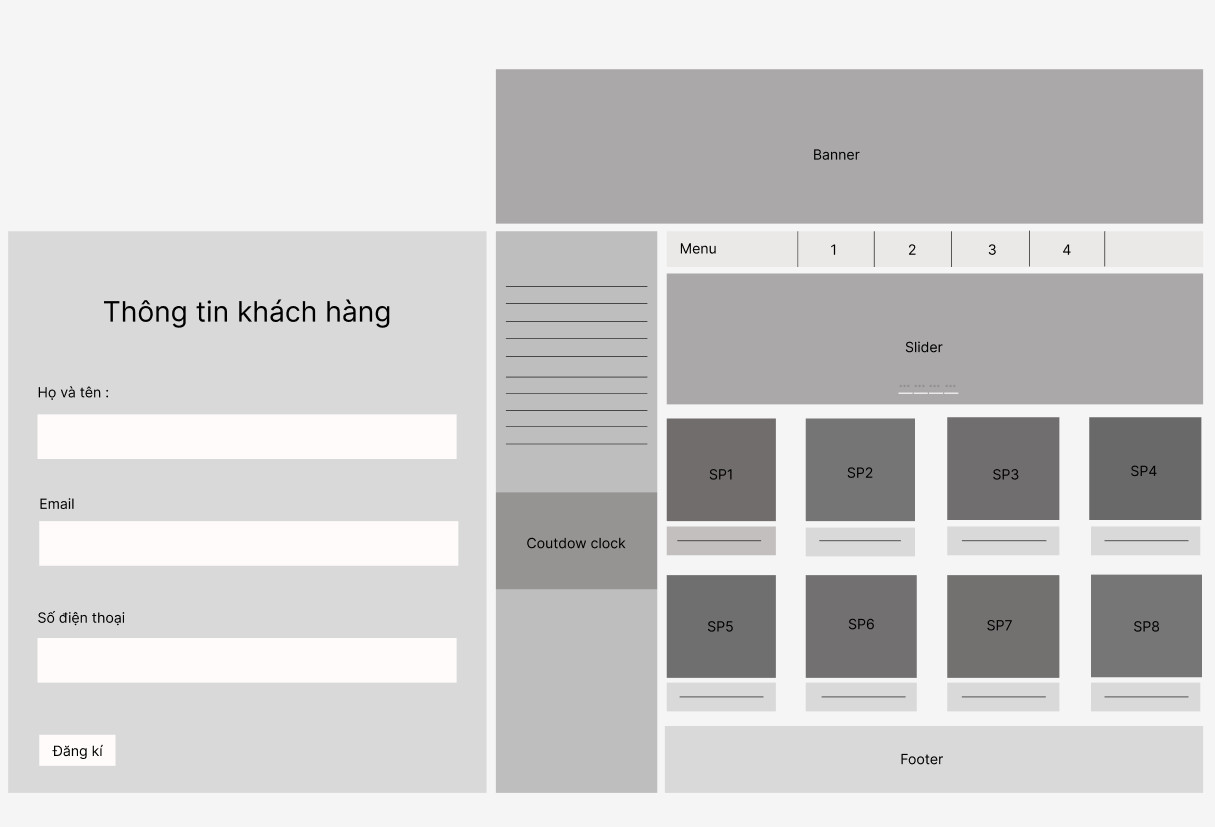 Banner
Menu
1
2
3
4
Thông tin khách hàng
Họ và tên :
Email
Số điện thoại
Đăng kí
Coutdow clock
Slider
SP1
SP2
SP3
SP4
SP5
SP6
SP7
SP8
Footer